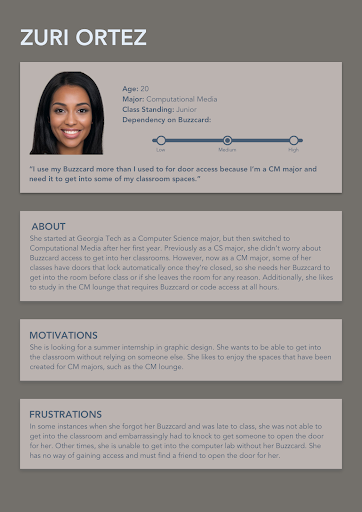 ZURI ORTEZ
Age: 20
Major: Computational Media
Class Standing: Junior
Dependency on Buzzcard:
Low Medium High
"I use my Buzzcard more than I used to for door access because I'm a CM major and
need it to get into some of my classroom spaces."
ABOUT
She started at Georgia Tech as a Computer Science major, but then switched to
Computational Media after her first year. Previously as a CS major, she didn't worry about
Buzzcard access to get into her classrooms. However, now as a CM major, some of her
classes have doors that lock automatically once they're closed, so she needs her Buzzcard to
get into the room before class or if she leaves the room for any reason. Additionally, she likes
to study in the CM lounge that requires Buzzcard or code access at all hours.
MOTIVATIONS
She is looking for a summer internship in graphic design. She wants to be able to get into
the classroom without relying on someone else. She likes to enjoy the spaces that have been
created for CM majors, such as the CM lounge.
FRUSTRATIONS
In some instances when she forgot her Buzzcard and was late to class, she was not able to
get into the classroom and embarrassingly had to knock to get someone to open the door
for her. Other times, she is unable to get into the computer lab without her Buzzcard. She
has no way of gaining access and must find a friend to open the door for her.